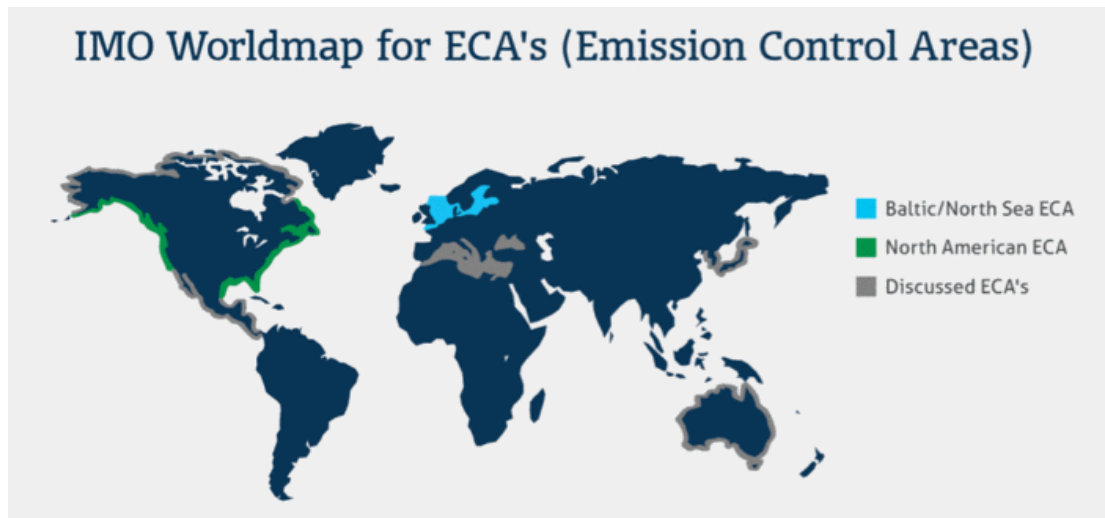 IMO Worldmap for ECA's (Emission Control Areas)
Baltic/North Sea ECA
North American ECA
Discussed ECA's